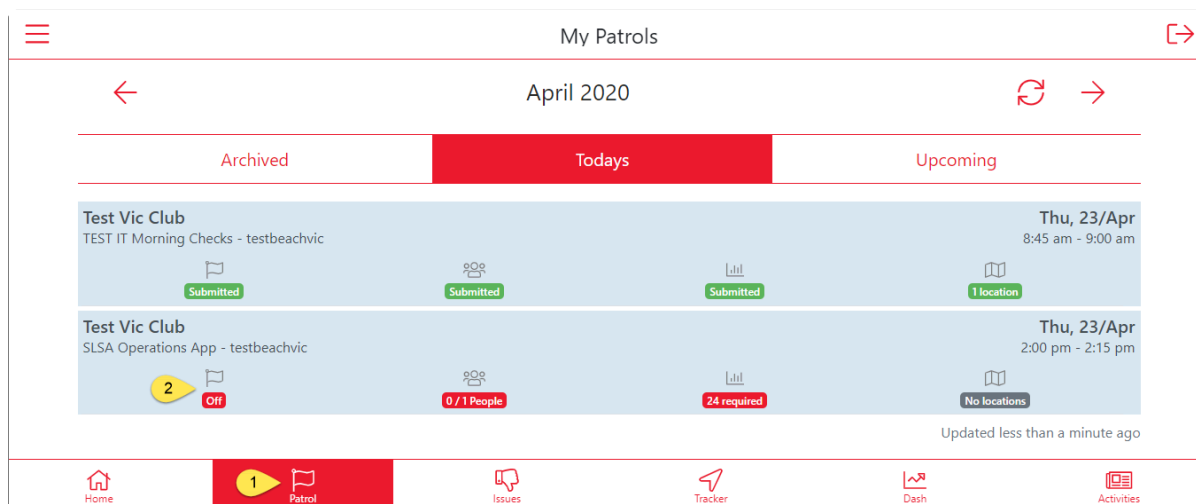 My Patrols
April 2020
Archived Todays Upcoming
Test Vic Club Thu, 23/Apr
TEST IT Morning Checks - testbeachvic 8:45 am - 9:00 am
Submitted Submitted Submitted 1 location
Test Vic Club Thu, 23/Apr
SLSA Operations App - testbeachvic 2:00 pm - 2:15 pm
2
Off 0 / 1 People 24 required No locations
Updated less than a minute ago
1
Home Patrol Issues Tracker Dash Activities